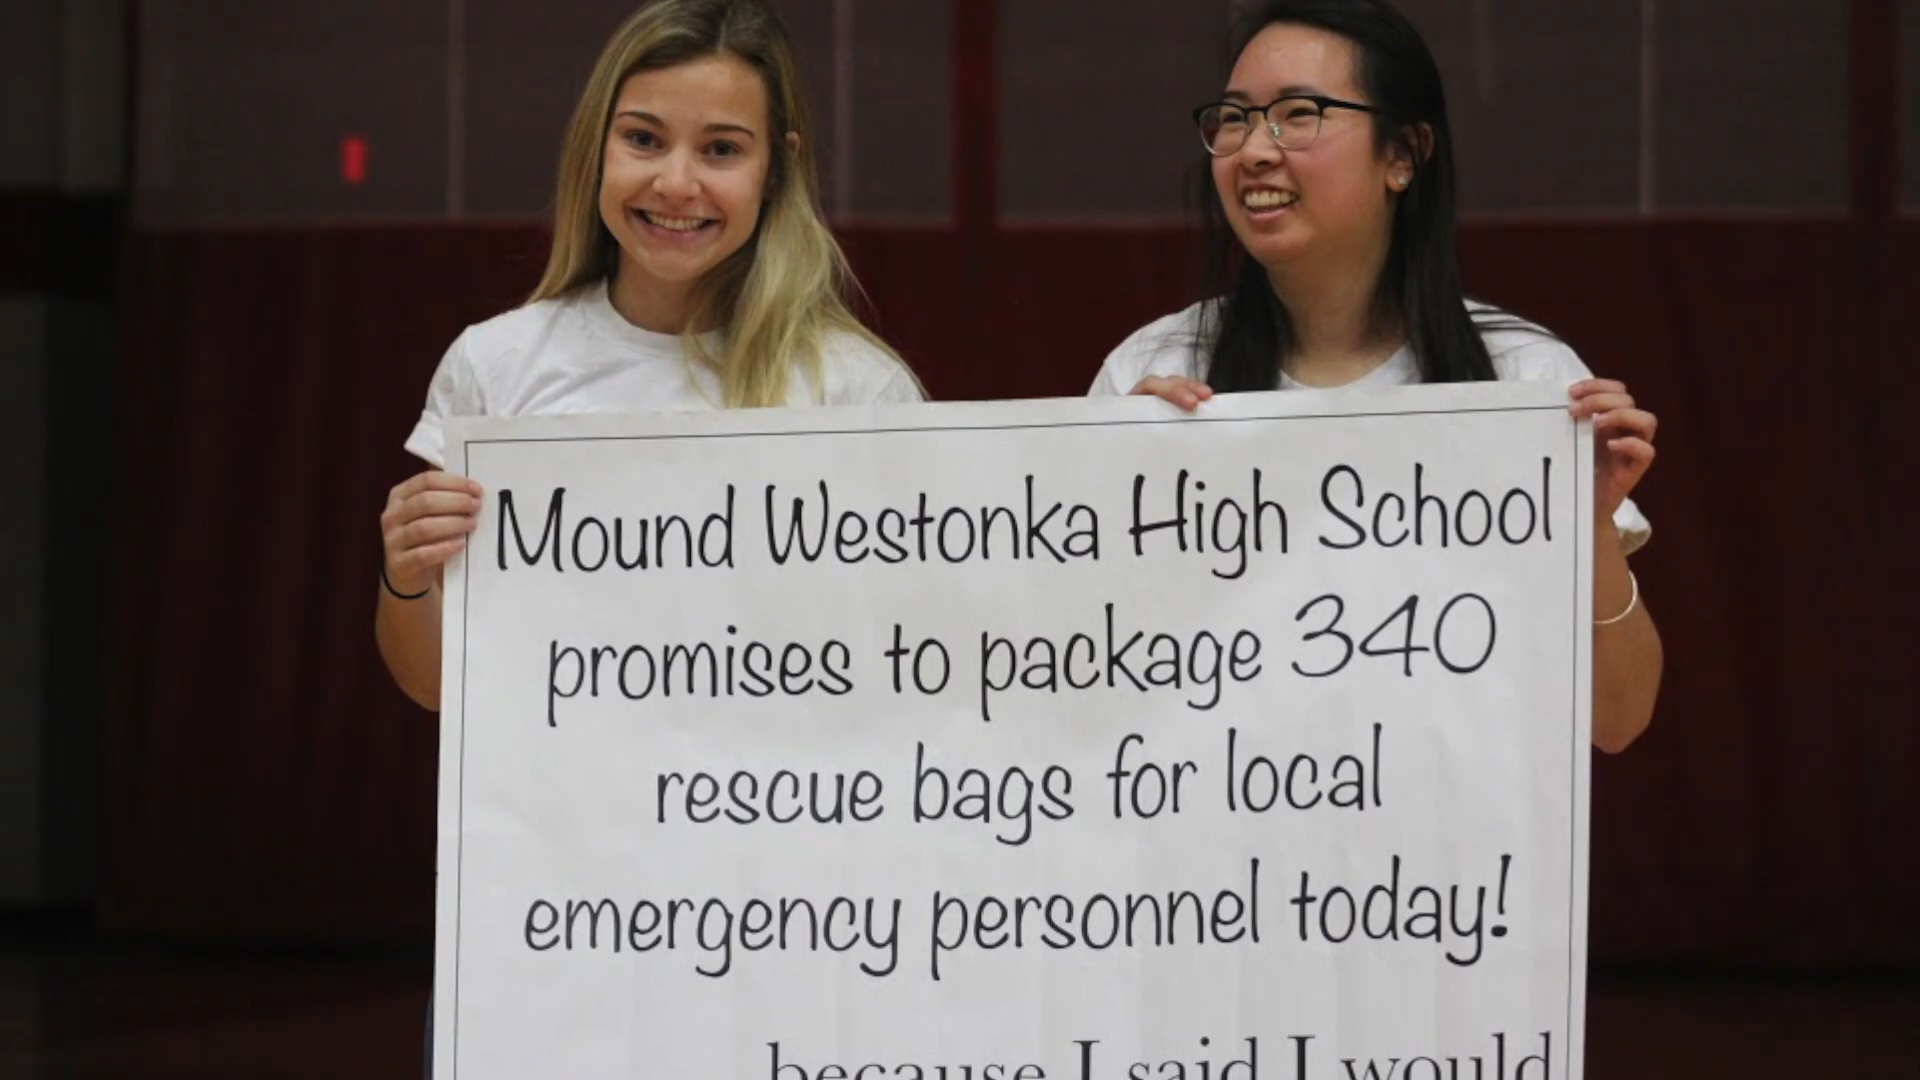 Mound Westonka High School
promises to package 340
rescue bags for local
emergency personnel today!
because I said I would